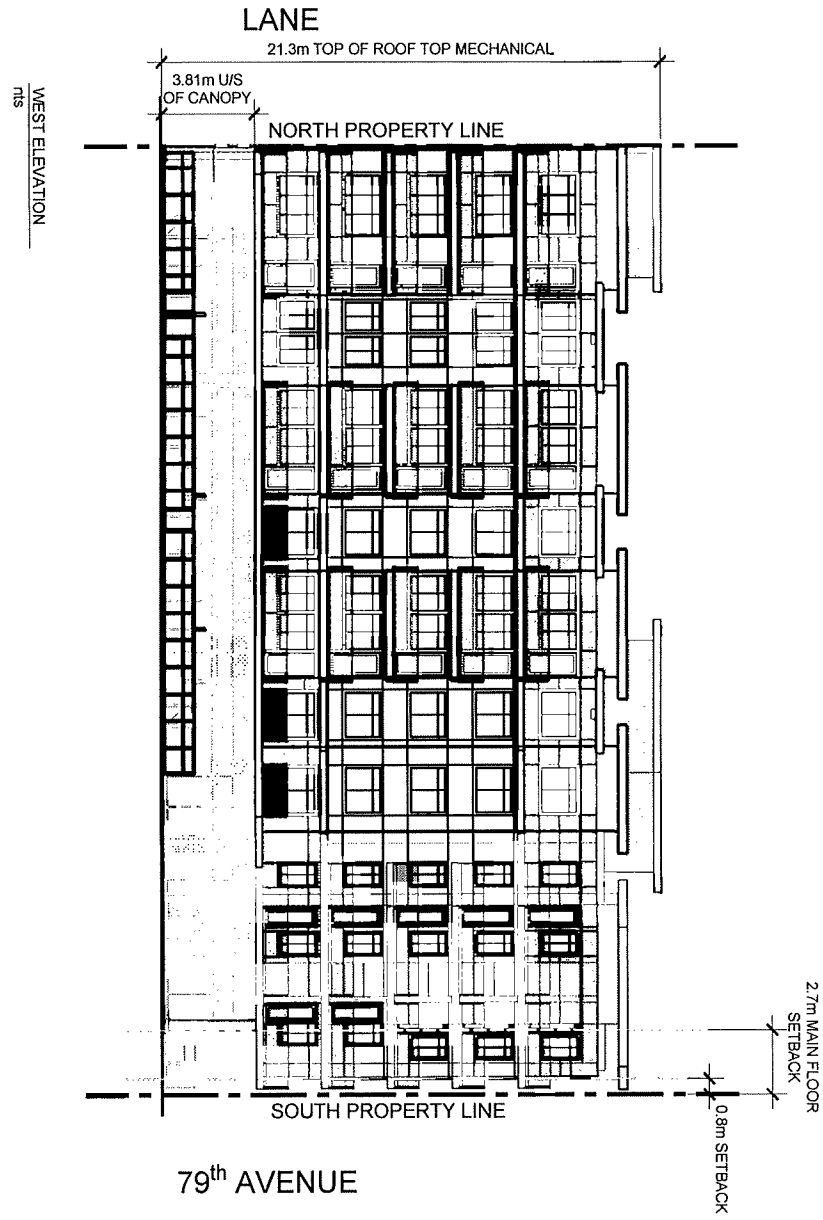 LANE
21.3m TOP OF ROOF TOP MECHANICAL
3.81m U/S
OF CANOPY
WEST ELEVATION
nts
NORTH PROPERTY LINE
2.7m MAIN FLOOR
SETBACK
0.8m SETBACK
SOUTH PROPERTY LINE
79th AVENUE